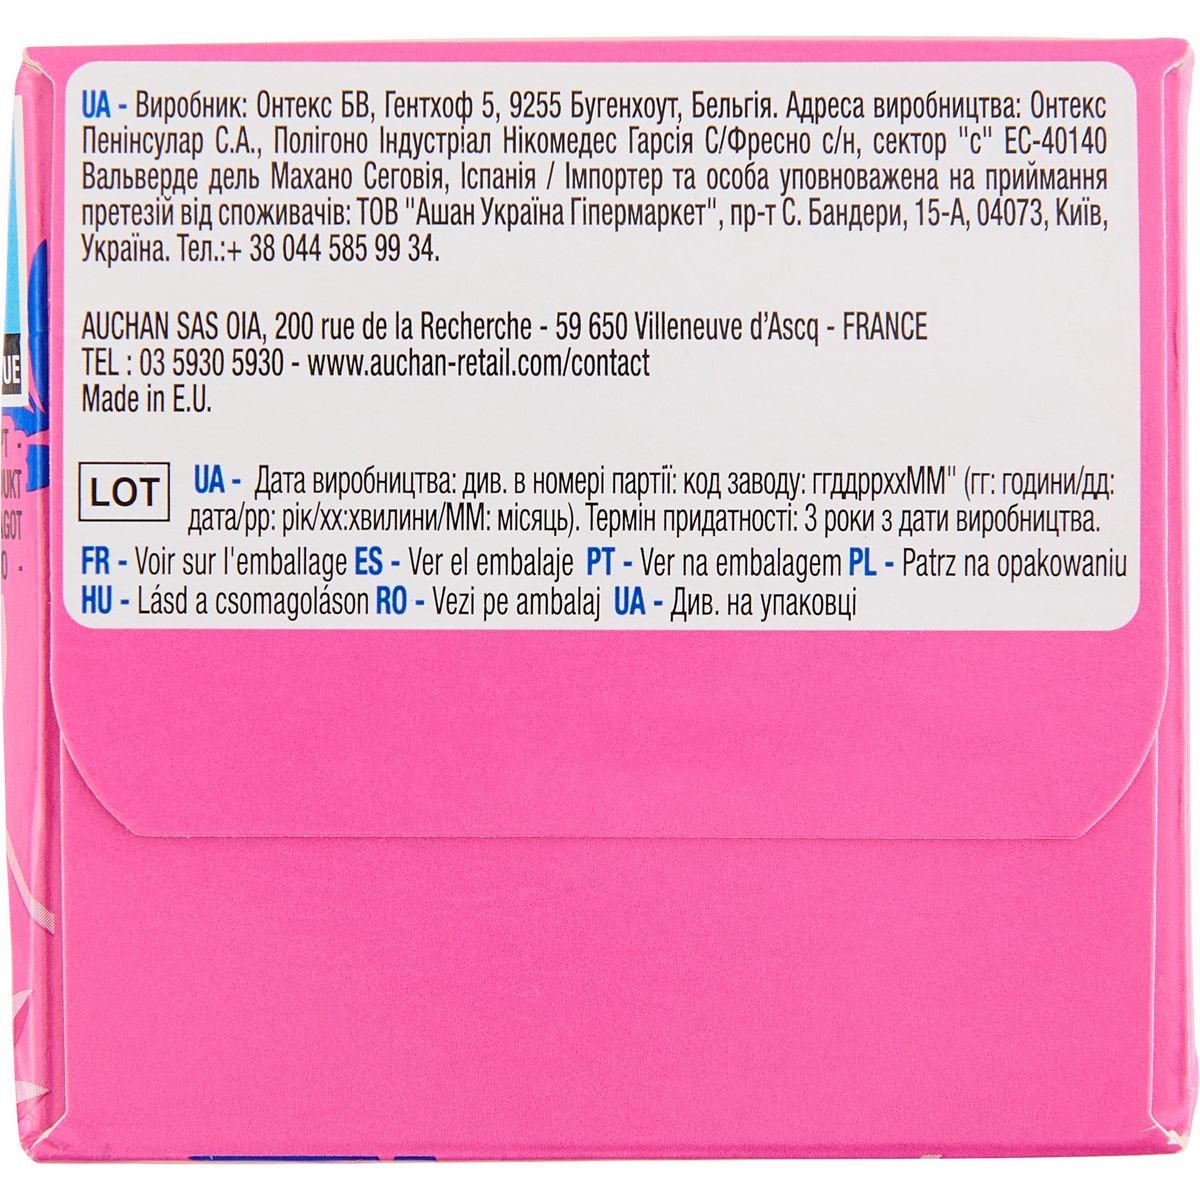 UA - Виробник: Онтекс БВ, Гентхоф 5, 9255 Бугенхоут, Бельгія. Адреса виробництва: Онтекс
Пенінсулар С.А., Полігоно Індустріал Нікомедес Гарсія С/Фресно с/н, сектор "с" ЕС-40140
Вальверде дель Махано Сеговія, Іспанія / Імпортер та особа уповноважена на приймання
претезій від споживачів: ТОВ "Ашан Україна Гіпермаркет", пр-т С. Бандери, 15-А, 04073, Київ,
Україна. Тел.:+ 38 044 585 99 34.
AUCHAN SAS OIA, 200 rue de la Recherche - 59 650 Villeneuve d’Ascq - FRANCE
TEL : 03 5930 5930 - www.auchan-retail.com/contact
Made in E.U.
LOT UA - Дата виробництва: див. в номері партії: код заводу: ггддррххММ" (гг: години/дд:
дата/рр: рік/хх:хвилини/ММ: місяць). Термін придатності: 3 роки з дати виробництва.
FR - Voir sur l'emballage ES - Ver el embalaje PT - Ver na embalagem PL - Patrz na opakowaniu
HU - Lásd a csomagoláson RO - Vezi pe ambalaj UA - Див. на упаковці